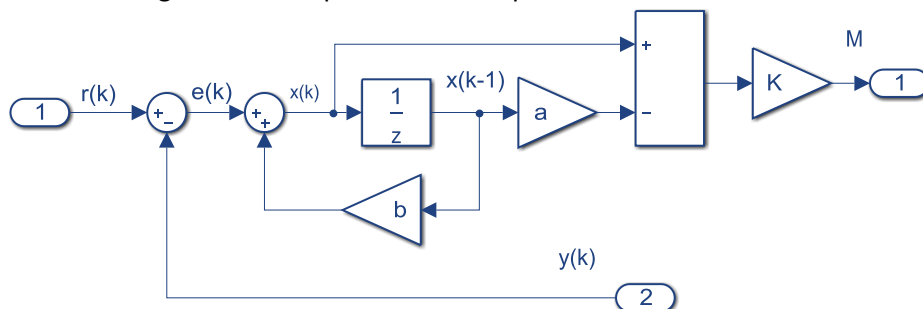 M
r(k)
e(k)
x(k)
x(k-1)
1
+
−
+
+
1
z
a
+
−
K
1
b
y(k)
2